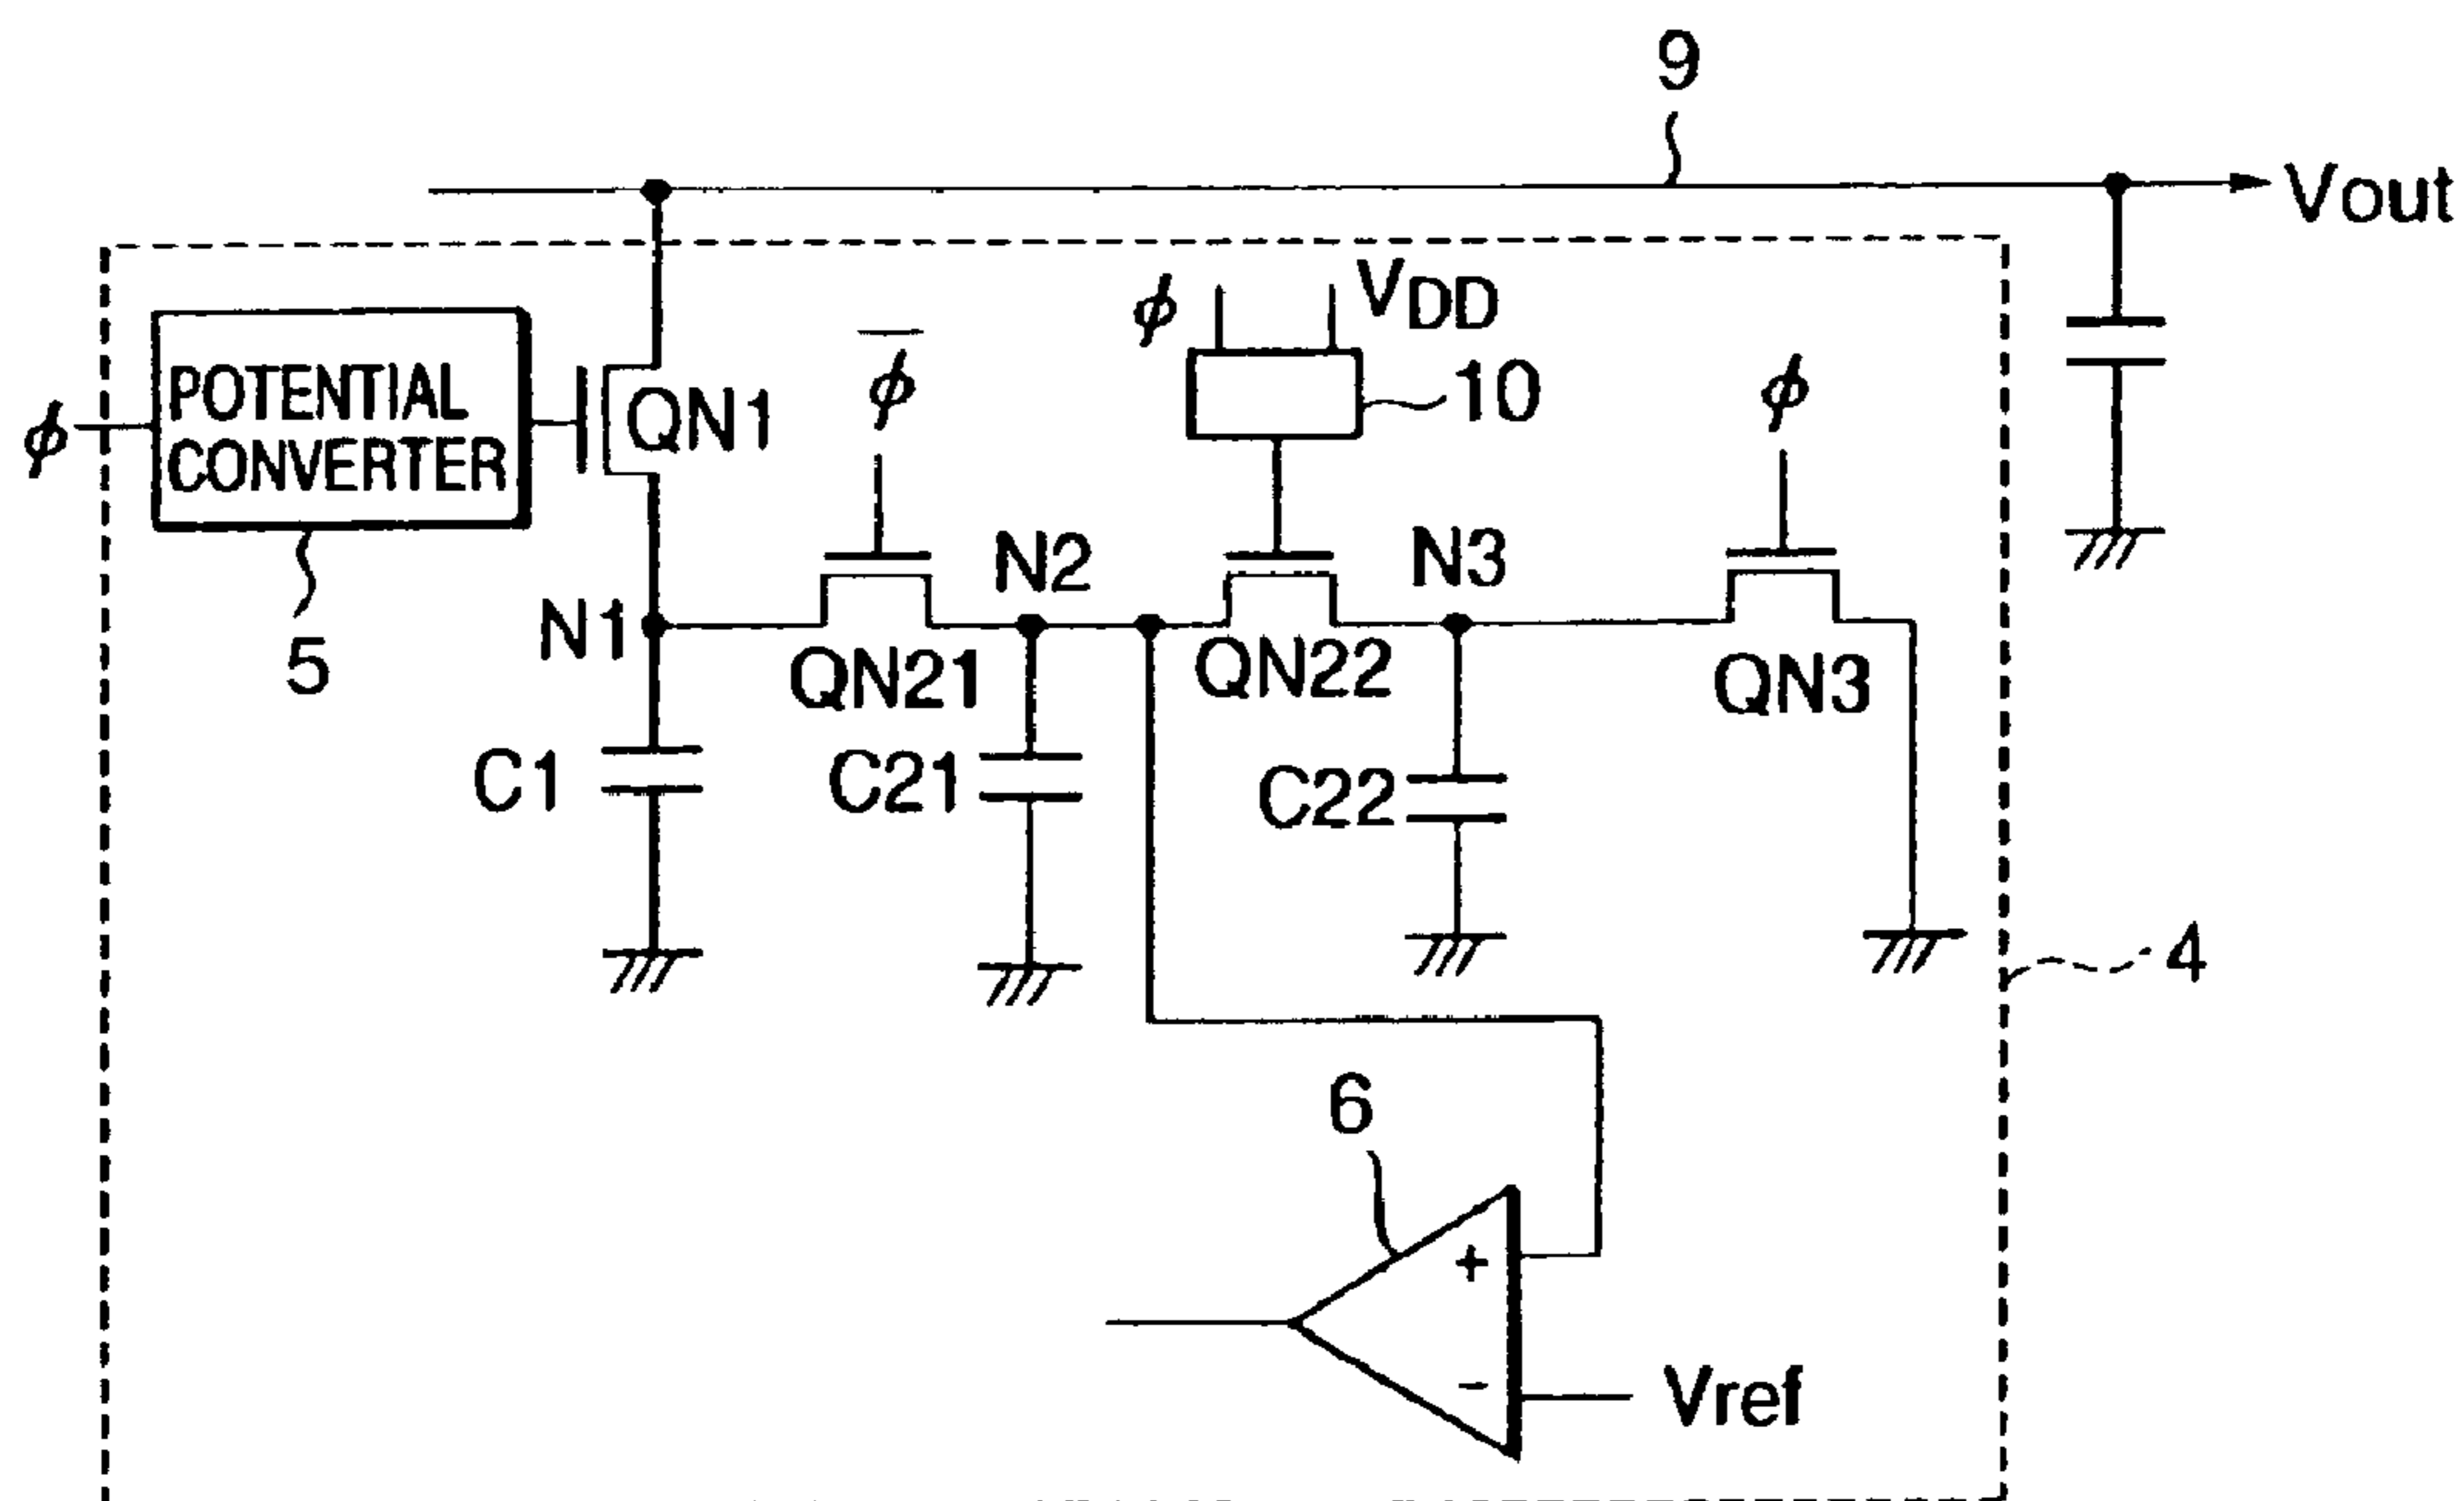 9
Vout
ϕ
POTENTIAL
CONVERTER
5
QN1
ϕ̅
ϕ
VDD
10
ϕ
N1
N2
N3
QN21
QN22
QN3
C1
C21
C22
4
6
+
-
Vref